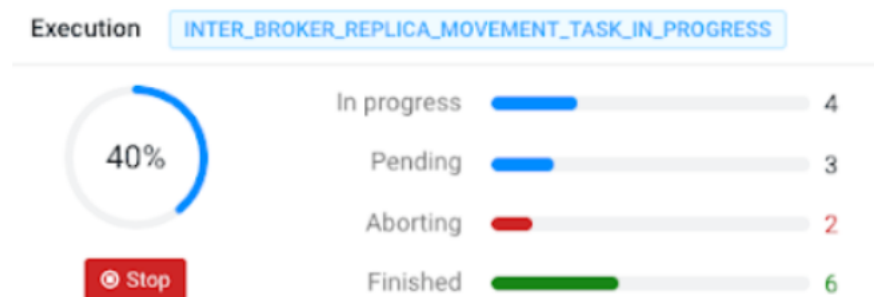 Execution INTER_BROKER_REPLICA_MOVEMENT_TASK_IN_PROGRESS
In progress 4
40%
Pending 3
Aborting 2
Stop
Finished 6